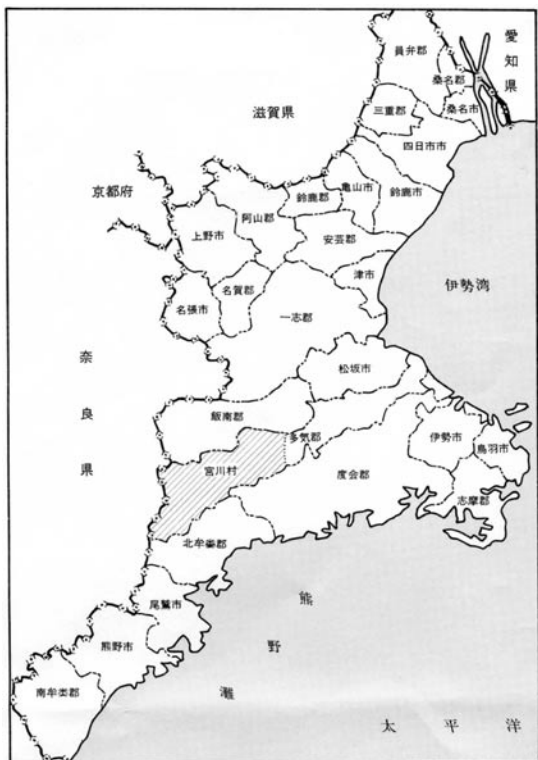 愛知県
員弁郡
桑名郡
桑名市
三重郡
滋賀県
四日市市
京都府
亀山市
鈴鹿郡
鈴鹿市
阿山郡
上野市
安芸郡
津市
名賀郡
伊勢湾
名張市
一志郡
奈良県
松坂市
飯南郡
多気郡
伊勢市
鳥羽市
宮川村
度会郡
志摩郡
北牟婁郡
尾鷲市
熊野灘
熊野市
南牟婁郡
太平洋